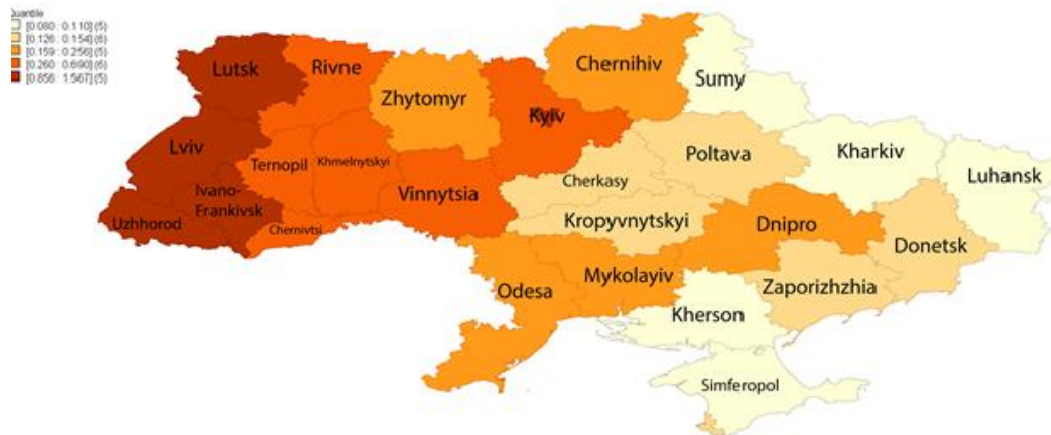 Quantile
[0.080 : 0.110] (5)
[0.126 : 0.154] (6)
[0.159 : 0.256] (5)
[0.260 : 0.690] (6)
[0.856 : 1.567] (5)
Lutsk
Rivne
Zhytomyr
Kyiv
Chernihiv
Sumy
Lviv
Ternopil
Khmelnytskyi
Vinnytsia
Cherkasy
Poltava
Kharkiv
Luhansk
Uzhhorod
Ivano-
Frankivsk
Chernivtsi
Kropyvnytskyi
Dnipro
Donetsk
Odesa
Mykolayiv
Zaporizhzhia
Kherson
Simferopol